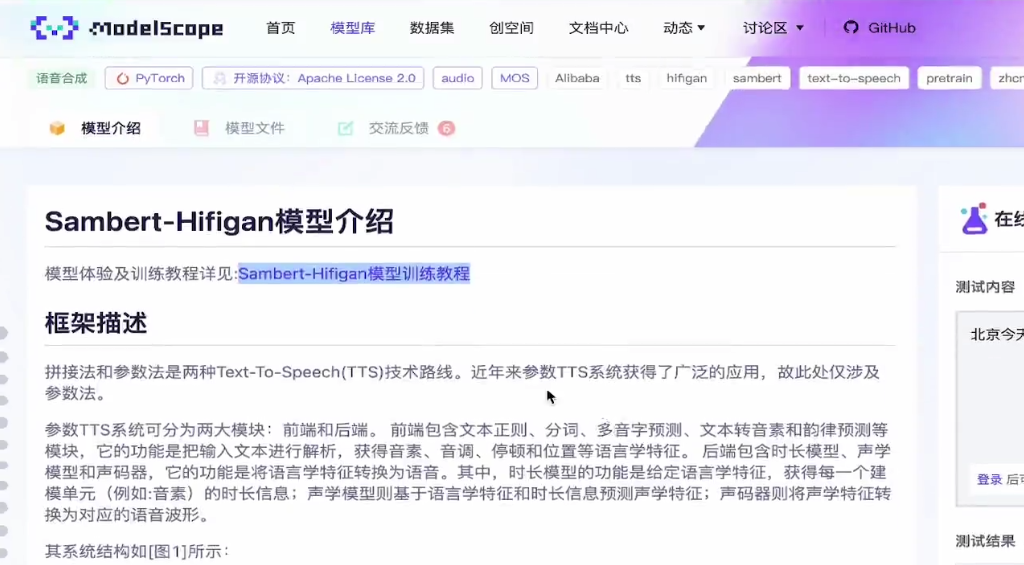 ModelScope 首页 模型库 数据集 创空间 文档中心 动态 讨论区 GitHub
语音合成 PyTorch 开源协议：Apache License 2.0 audio MOS Alibaba tts hifigan sambert text-to-speech pretrain zhcn
模型介绍 模型文件 交流反馈 6
Sambert-Hifigan模型介绍
模型体验及训练教程详见:Sambert-Hifigan模型训练教程
框架描述
拼接法和参数法是两种Text-To-Speech(TTS)技术路线。近年来参数TTS系统获得了广泛的应用，故此处仅涉及
参数法。
参数TTS系统可分为两大模块：前端和后端。 前端包含文本正则、分词、多音字预测、文本转音素和韵律预测等
模块，它的功能是把输入文本进行解析，获得音素、音调、停顿和位置等语言学特征。 后端包含时长模型、声学
模型和声码器，它的功能是将语言学特征转换为语音。其中，时长模型的功能是给定语言学特征，获得每一个建
模单元（例如:音素）的时长信息；声学模型则基于语言学特征和时长信息预测声学特征；声码器则将声学特征转
换为对应的语音波形。
其系统结构如[图1]所示：
在线
测试内容
北京今天
登录 后可
测试结果